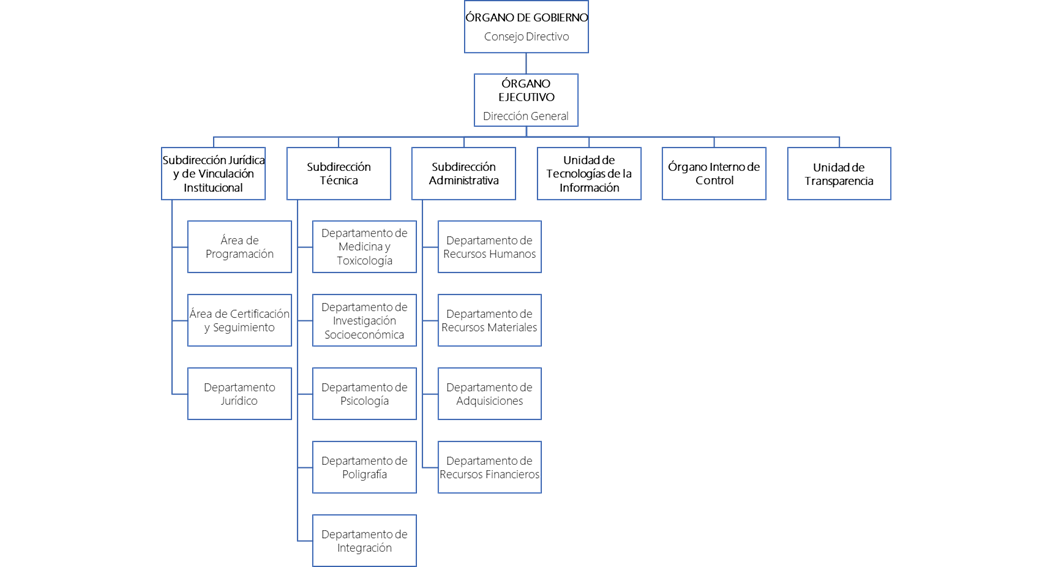 ÓRGANO DE GOBIERNO
Consejo Directivo
ÓRGANO
EJECUTIVO
Dirección General
Subdirección Jurídica
y de Vinculación
Institucional
Subdirección
Técnica
Subdirección
Administrativa
Unidad de
Tecnologías de la
Información
Órgano Interno de
Control
Unidad de
Transparencia
Área de
Programación
Área de Certificación
y Seguimiento
Departamento
Jurídico
Departamento de
Medicina y
Toxicología
Departamento de
Investigación
Socioeconómica
Departamento de
Psicología
Departamento de
Poligrafía
Departamento de
Integración
Departamento de
Recursos Humanos
Departamento de
Recursos Materiales
Departamento de
Adquisiciones
Departamento de
Recursos Financieros